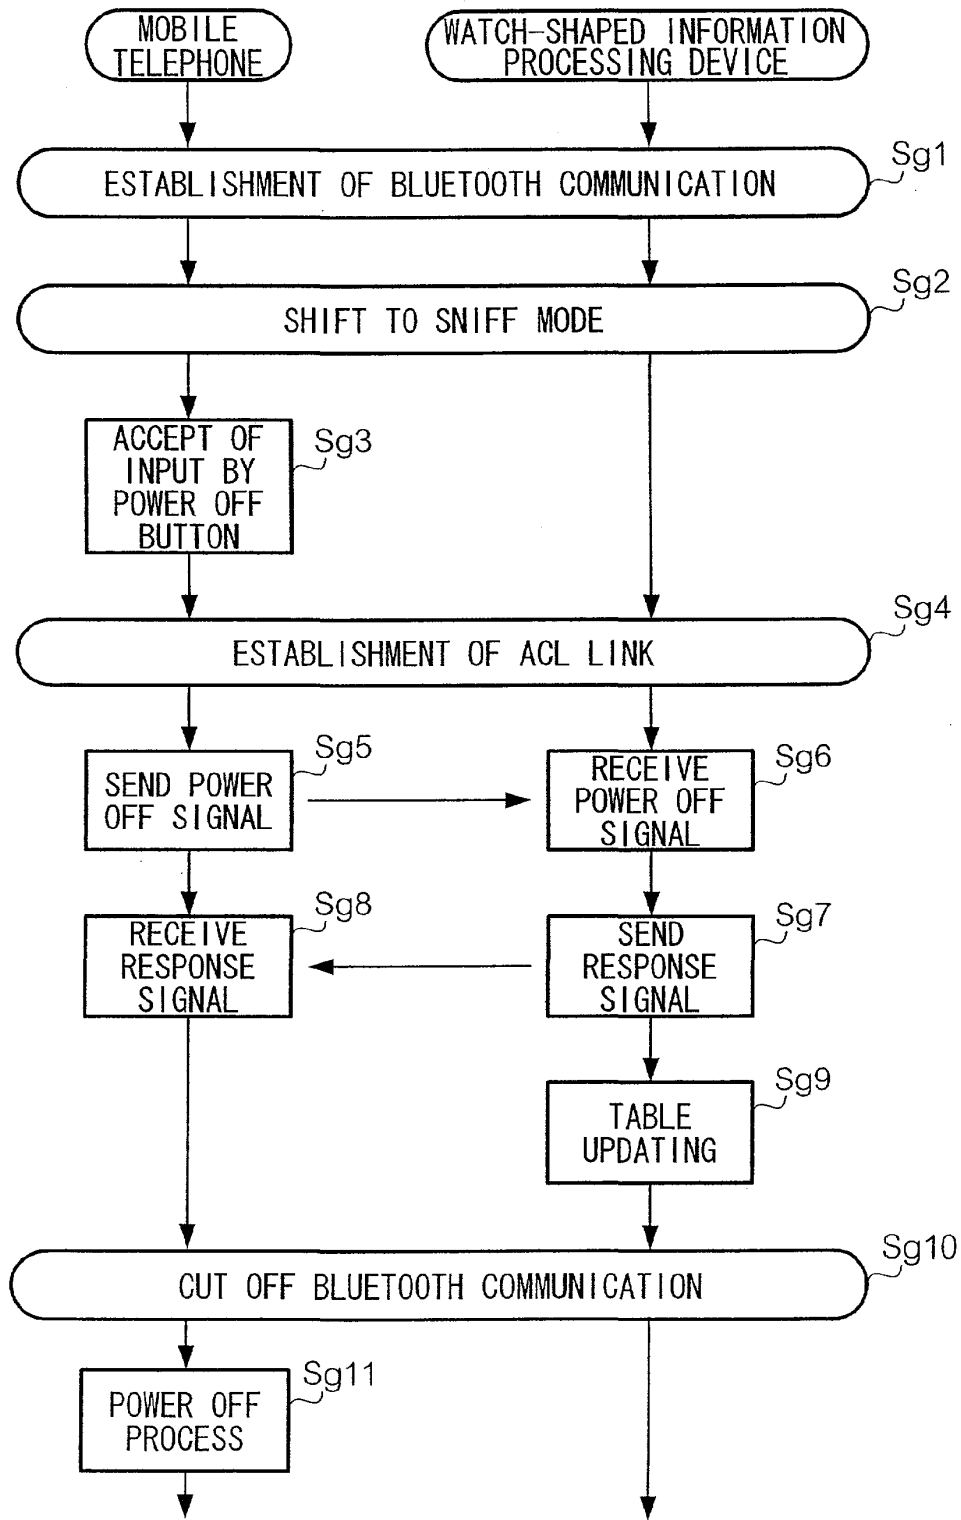 MOBILE
TELEPHONE
WATCH-SHAPED INFORMATION
PROCESSING DEVICE
Sg1
ESTABLISHMENT OF BLUETOOTH COMMUNICATION
Sg2
SHIFT TO SNIFF MODE
Sg3
ACCEPT OF
INPUT BY
POWER OFF
BUTTON
Sg4
ESTABLISHMENT OF ACL LINK
Sg5
SEND POWER
OFF SIGNAL
Sg6
RECEIVE
POWER OFF
SIGNAL
Sg8
RECEIVE
RESPONSE
SIGNAL
Sg7
SEND
RESPONSE
SIGNAL
Sg9
TABLE
UPDATING
Sg10
CUT OFF BLUETOOTH COMMUNICATION
Sg11
POWER OFF
PROCESS